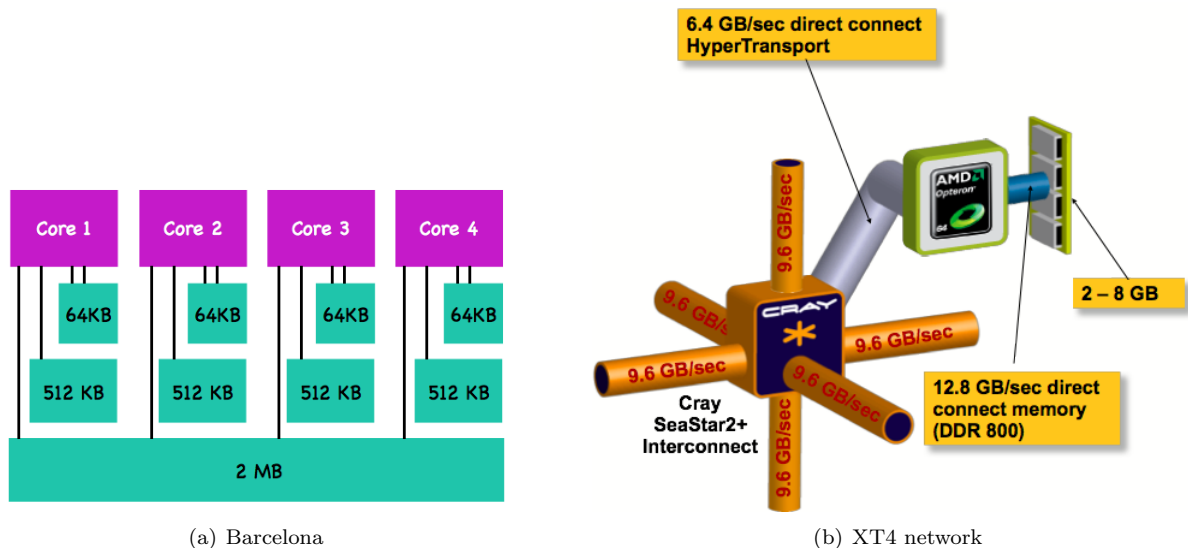 Core 1
Core 2
Core 3
Core 4
64KB
64KB
64KB
64KB
512 KB
512 KB
512 KB
512 KB
2 MB
(a) Barcelona
6.4 GB/sec direct connect
HyperTransport
AMD
Opteron
64
9.6 GB/sec
9.6 GB/sec
CRAY
9.6 GB/sec
9.6 GB/sec
9.6 GB/sec
9.6 GB/sec
Cray
SeaStar2+
Interconnect
2 – 8 GB
12.8 GB/sec direct
connect memory
(DDR 800)
(b) XT4 network